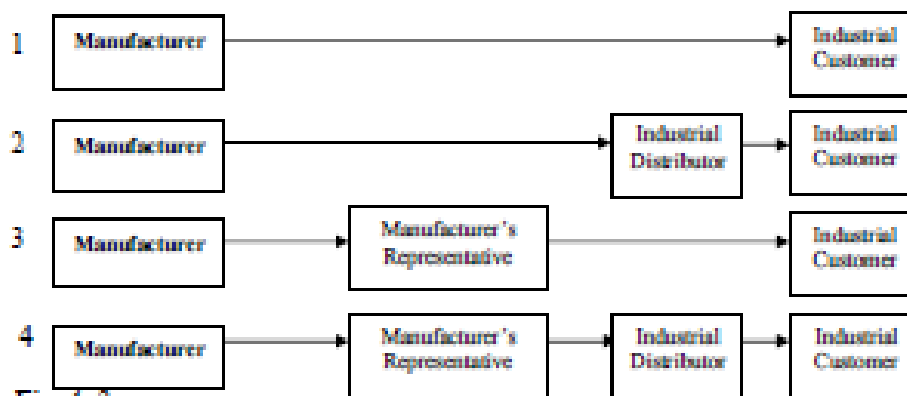 1 Manufacturer Industrial
Customer
2 Manufacturer Industrial
Distributor Industrial
Customer
3 Manufacturer Manufacturer's
Representative Industrial
Customer
4 Manufacturer Manufacturer's
Representative Industrial
Distributor Industrial
Customer